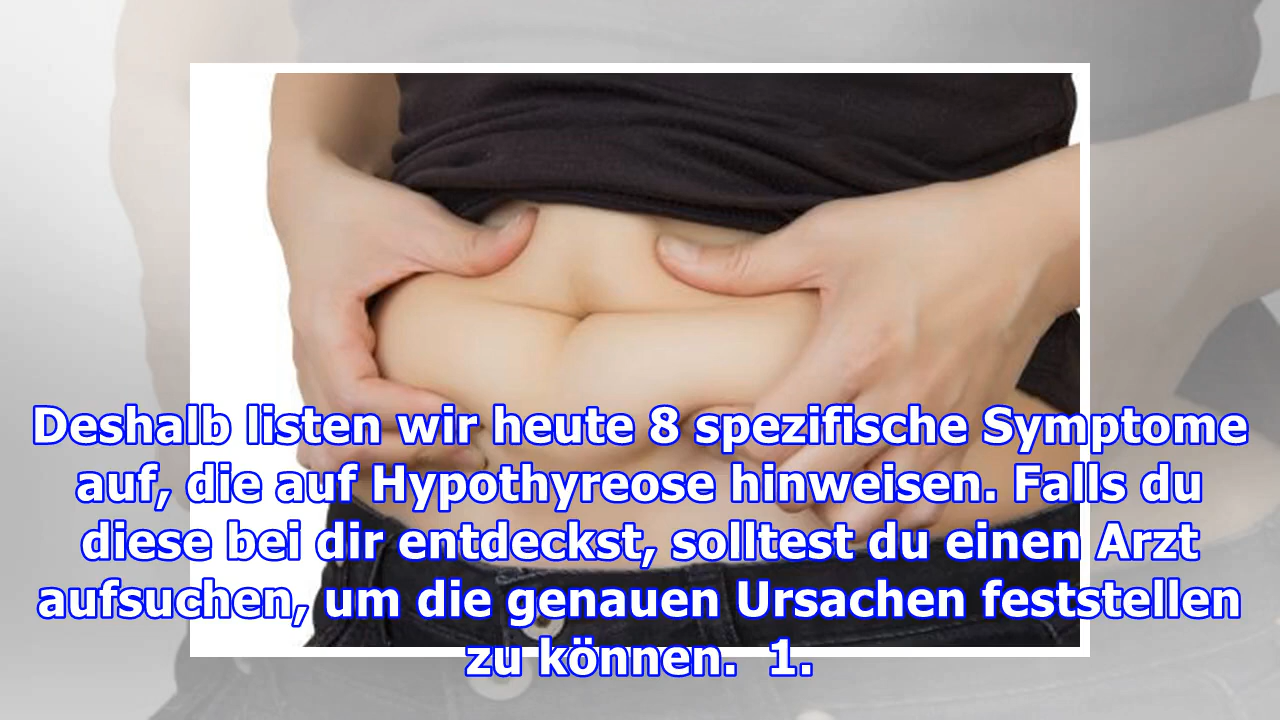 Deshalb listen wir heute 8 spezifische Symptome
auf, die auf Hypothyreose hinweisen. Falls du
diese bei dir entdeckst, solltest du einen Arzt
aufsuchen, um die genauen Ursachen feststellen
zu können.  1.